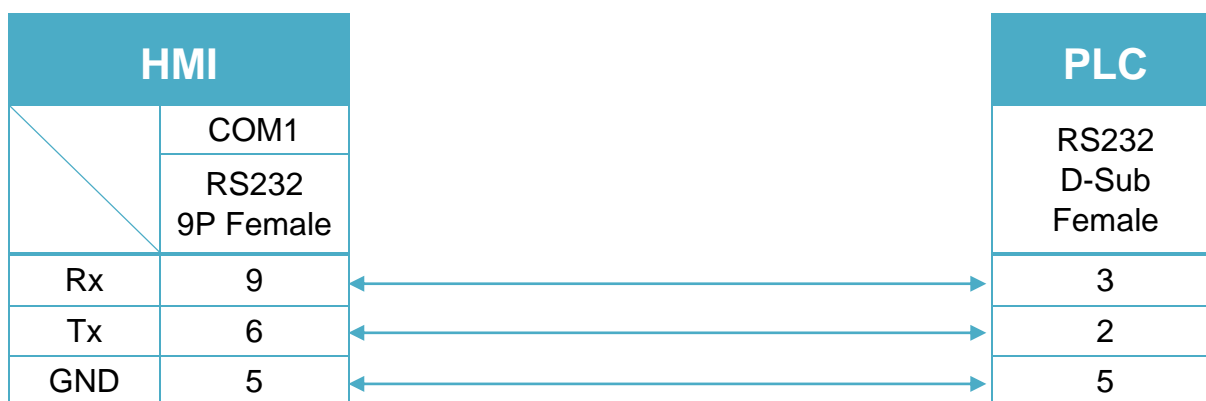 HMI
PLC
COM1
RS232
9P Female
RS232
D-Sub
Female
Rx 9 3
Tx 6 2
GND 5 5